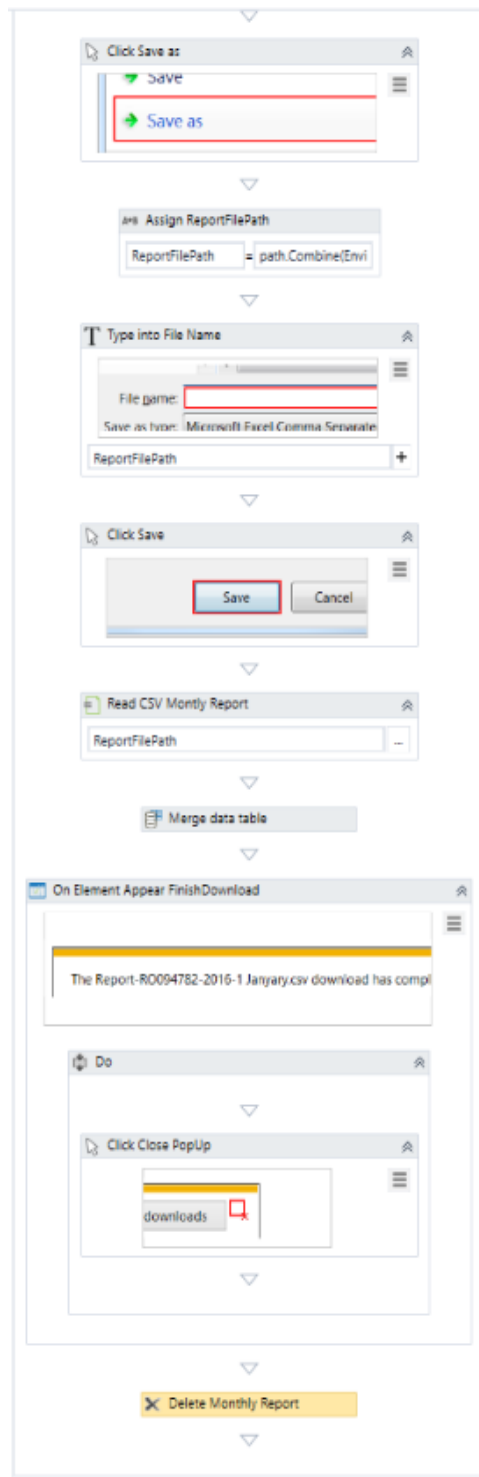 Click Save as
Save
Save as
A+B Assign ReportFilePath
ReportFilePath = path.Combine(Envi
Type into File Name
File name:
Save as type: Microsoft Excel Comma Separate
ReportFilePath +
Click Save
Save Cancel
Read CSV Montly Report
ReportFilePath ...
Merge data table
On Element Appear FinishDownload
The Report-RO094782-2016-1 Janyary.csv download has compl
Do
Click Close PopUp
downloads
Delete Monthly Report